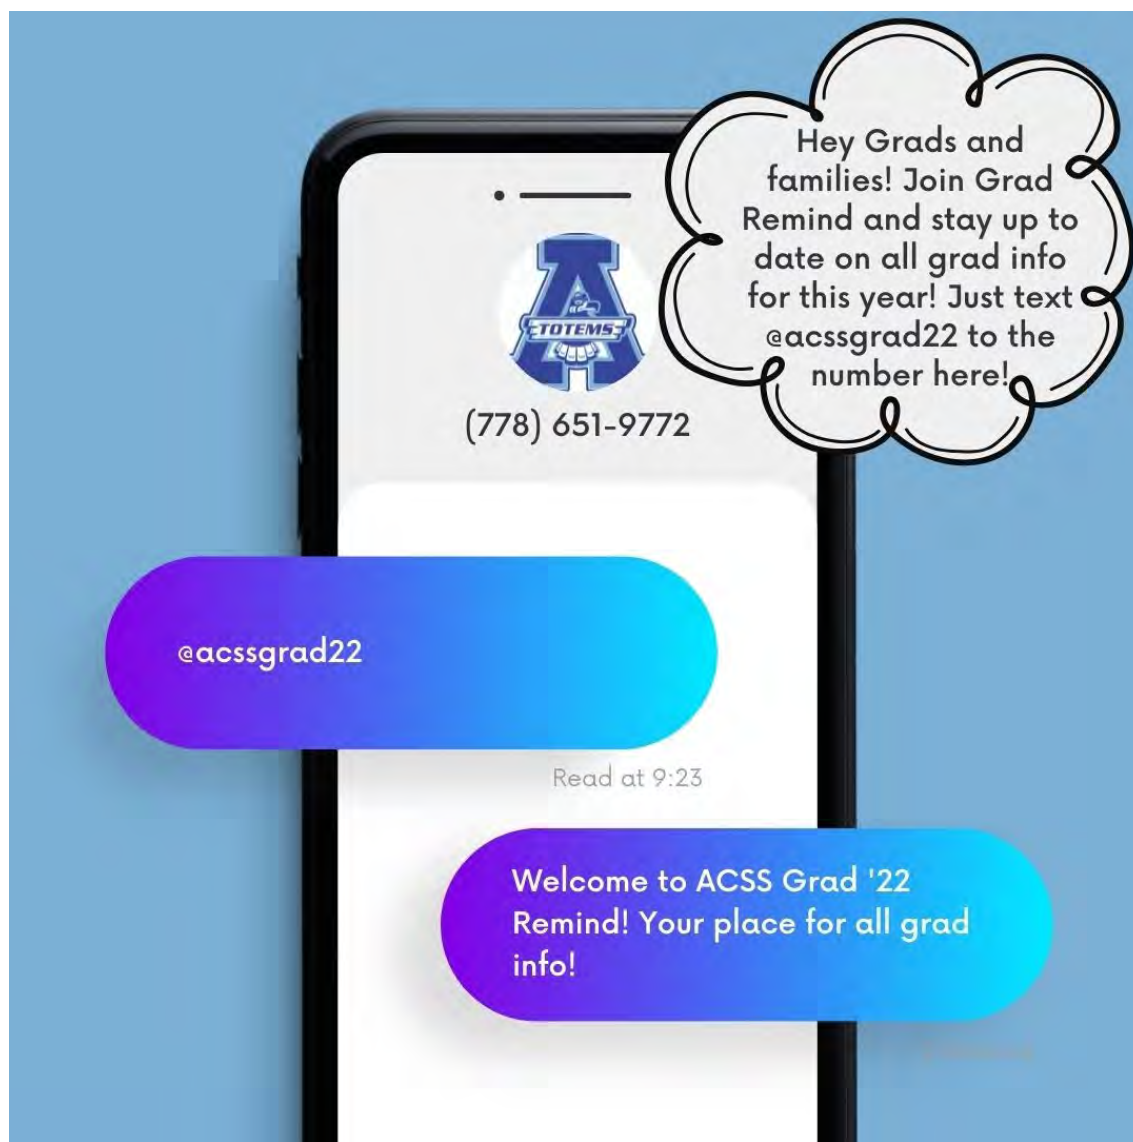 Hey Grads and
families! Join Grad
Remind and stay up to
date on all grad info
for this year! Just text
@acssgrad22 to the
number here!
TOTEMS
(778) 651-9772
@acssgrad22
Read at 9:23
Welcome to ACSS Grad '22
Remind! Your place for all grad
info!